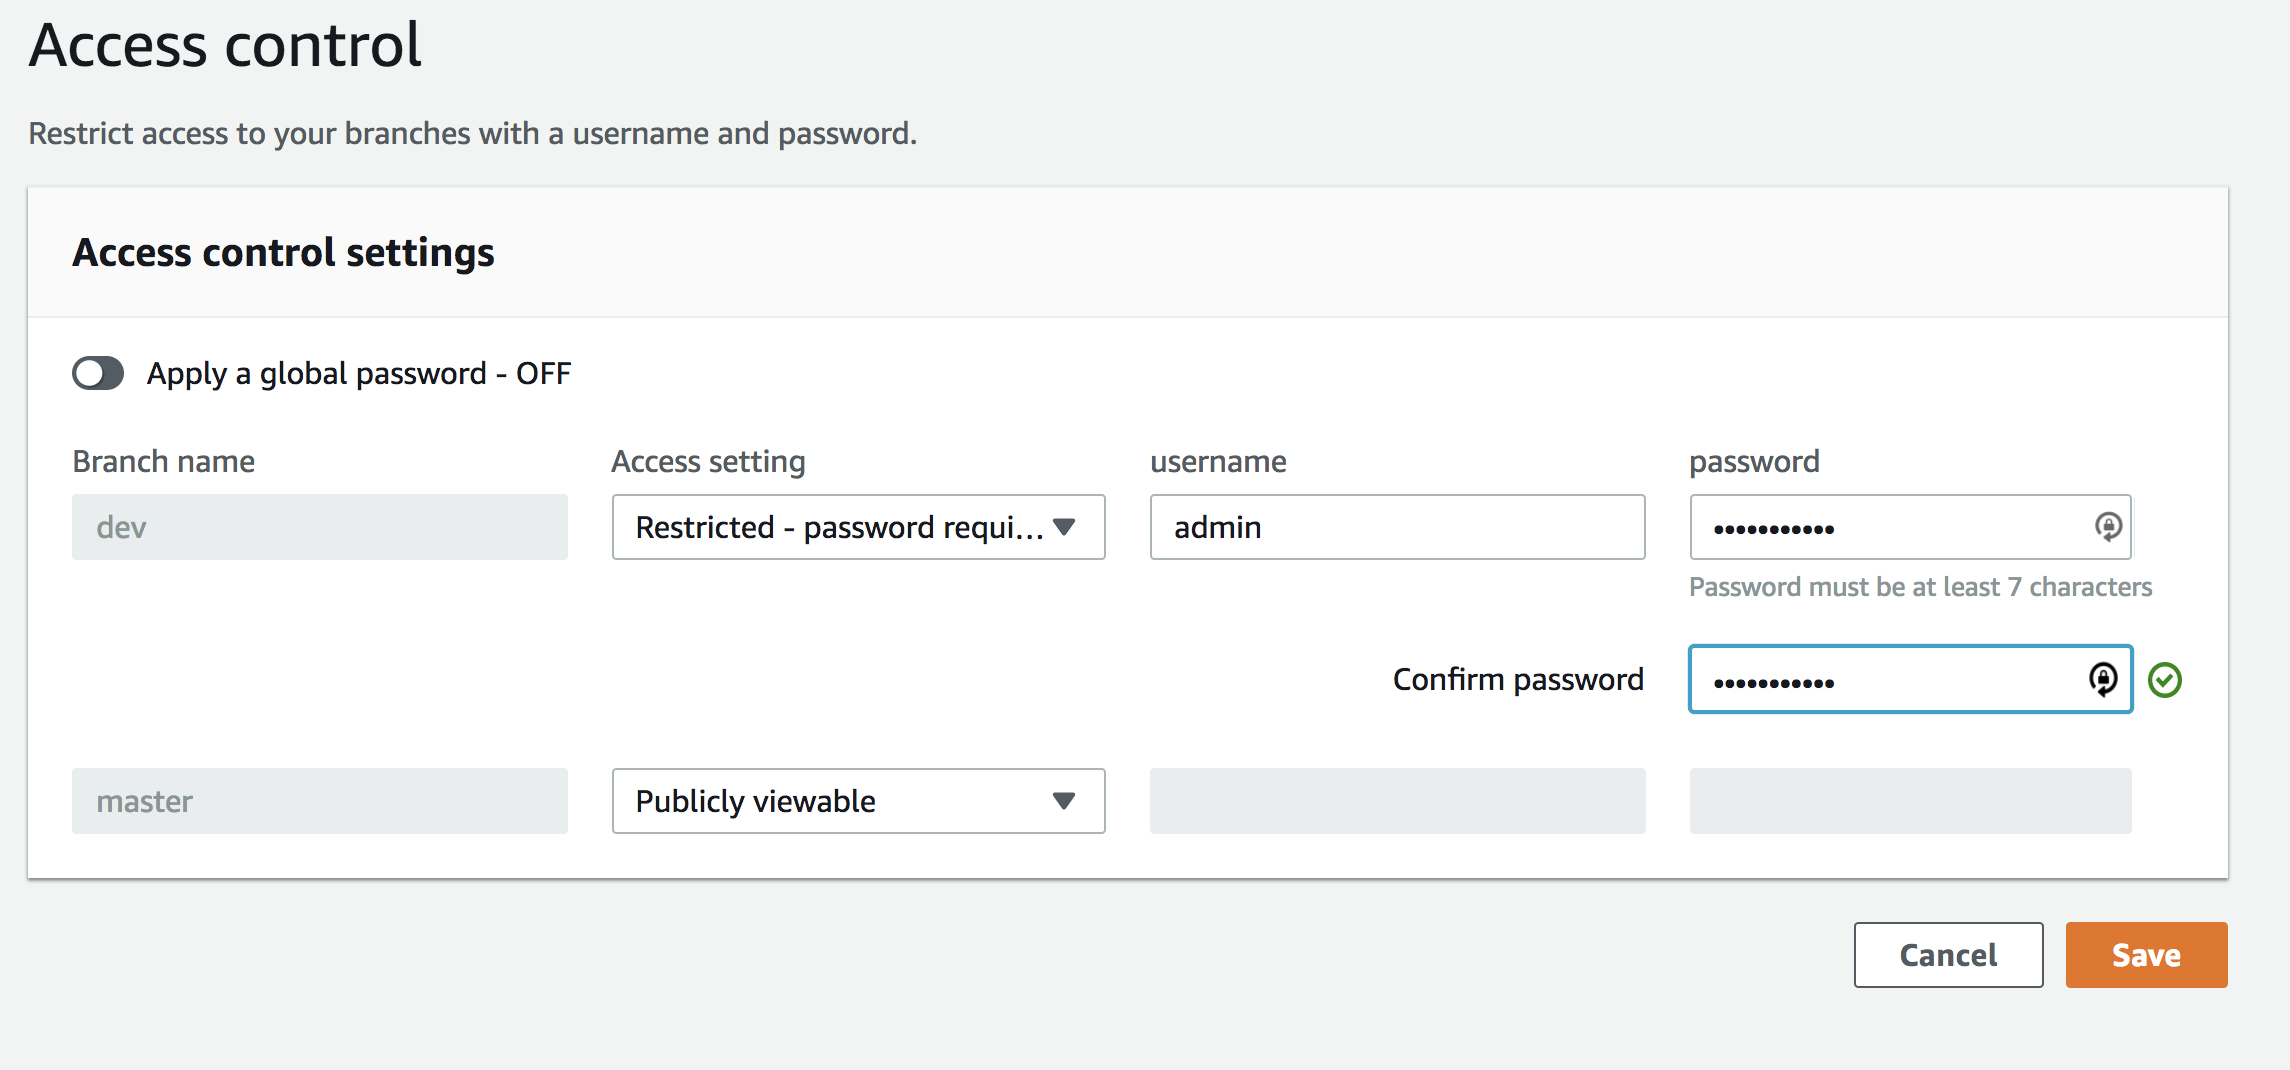 Access control
Restrict access to your branches with a username and password.
Access control settings
Apply a global password - OFF
Branch name Access setting username password
dev Restricted - password requi... admin •••••••••••
Password must be at least 7 characters
Confirm password •••••••••••
master Publicly viewable
Cancel Save